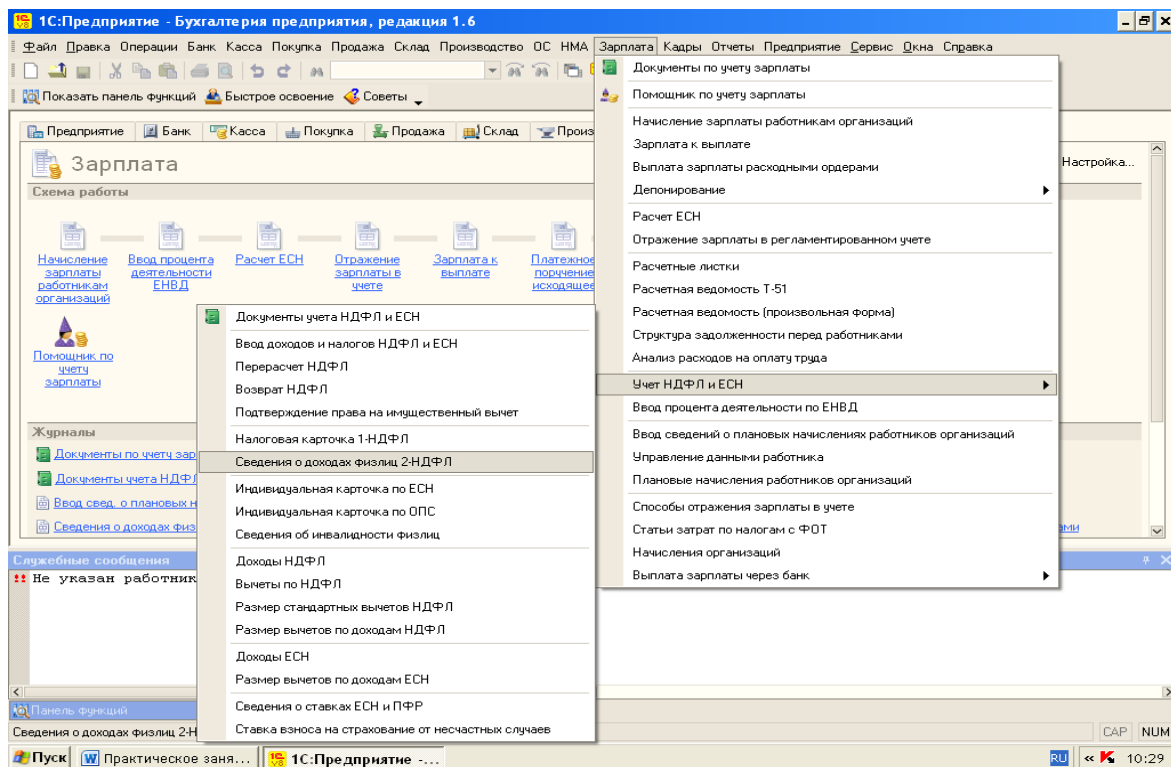 1С:Предприятие - Бухгалтерия предприятия, редакция 1.6
Файл Правка Операции Банк Касса Покупка Продажа Склад Производство ОС НМА Зарплата Кадры Отчеты Предприятие Сервис Окна Справка
Показать панель функций Быстрое освоение Советы
Предприятие Банк Касса Покупка Продажа Склад Произв
Зарплата
Настройка...
Схема работы
Начисление зарплаты работникам организаций
Ввод процента деятельности ЕНВД
Расчет ЕСН
Отражение зарплаты в учете
Зарплата к выплате
Платежное поручение исходящее
Помощник по учету зарплаты
Журналы
Документы по учету зар
Документы учета НДФЛ
Ввод свед. о плановых н
Сведения о доходах физ
ами
Служебные сообщения
Не указан работник
Панель функций
Документы по учету зарплаты
Помощник по учету зарплаты
Начисление зарплаты работникам организаций
Зарплата к выплате
Выплата зарплаты расходными ордерами
Депонирование
Расчет ЕСН
Отражение зарплаты в регламентированном учете
Расчетные листки
Расчетная ведомость Т-51
Расчетная ведомость (произвольная форма)
Структура задолженности перед работниками
Анализ расходов на оплату труда
Учет НДФЛ и ЕСН
Ввод процента деятельности по ЕНВД
Ввод сведений о плановых начислениях работников организаций
Управление данными работника
Плановые начисления работников организаций
Способы отражения зарплаты в учете
Статьи затрат по налогам с ФОТ
Начисления организаций
Выплата зарплаты через банк
Документы учета НДФЛ и ЕСН
Ввод доходов и налогов НДФЛ и ЕСН
Перерасчет НДФЛ
Возврат НДФЛ
Подтверждение права на имущественный вычет
Налоговая карточка 1-НДФЛ
Сведения о доходах физлиц 2-НДФЛ
Индивидуальная карточка по ЕСН
Индивидуальная карточка по ОПС
Сведения об инвалидности физлиц
Доходы НДФЛ
Вычеты по НДФЛ
Размер стандартных вычетов НДФЛ
Размер вычетов по доходам НДФЛ
Доходы ЕСН
Размер вычетов по доходам ЕСН
Сведения о ставках ЕСН и ПФР
Ставка взноса на страхование от несчастных случаев
Сведения о доходах физлиц 2-Н
CAP NUM
Пуск Практическое заня... 1С:Предприятие -... RU « 10:29